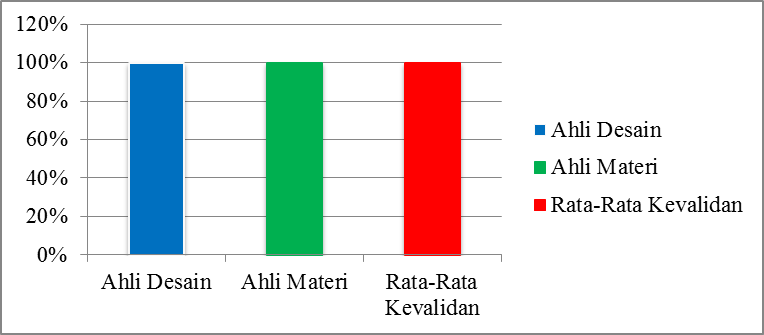 120%
100%
80%
60%
40%
20%
0%
Ahli Desain
Ahli Materi
Rata-Rata
Kevalidan
Ahli Desain
Ahli Materi
Rata-Rata Kevalidan